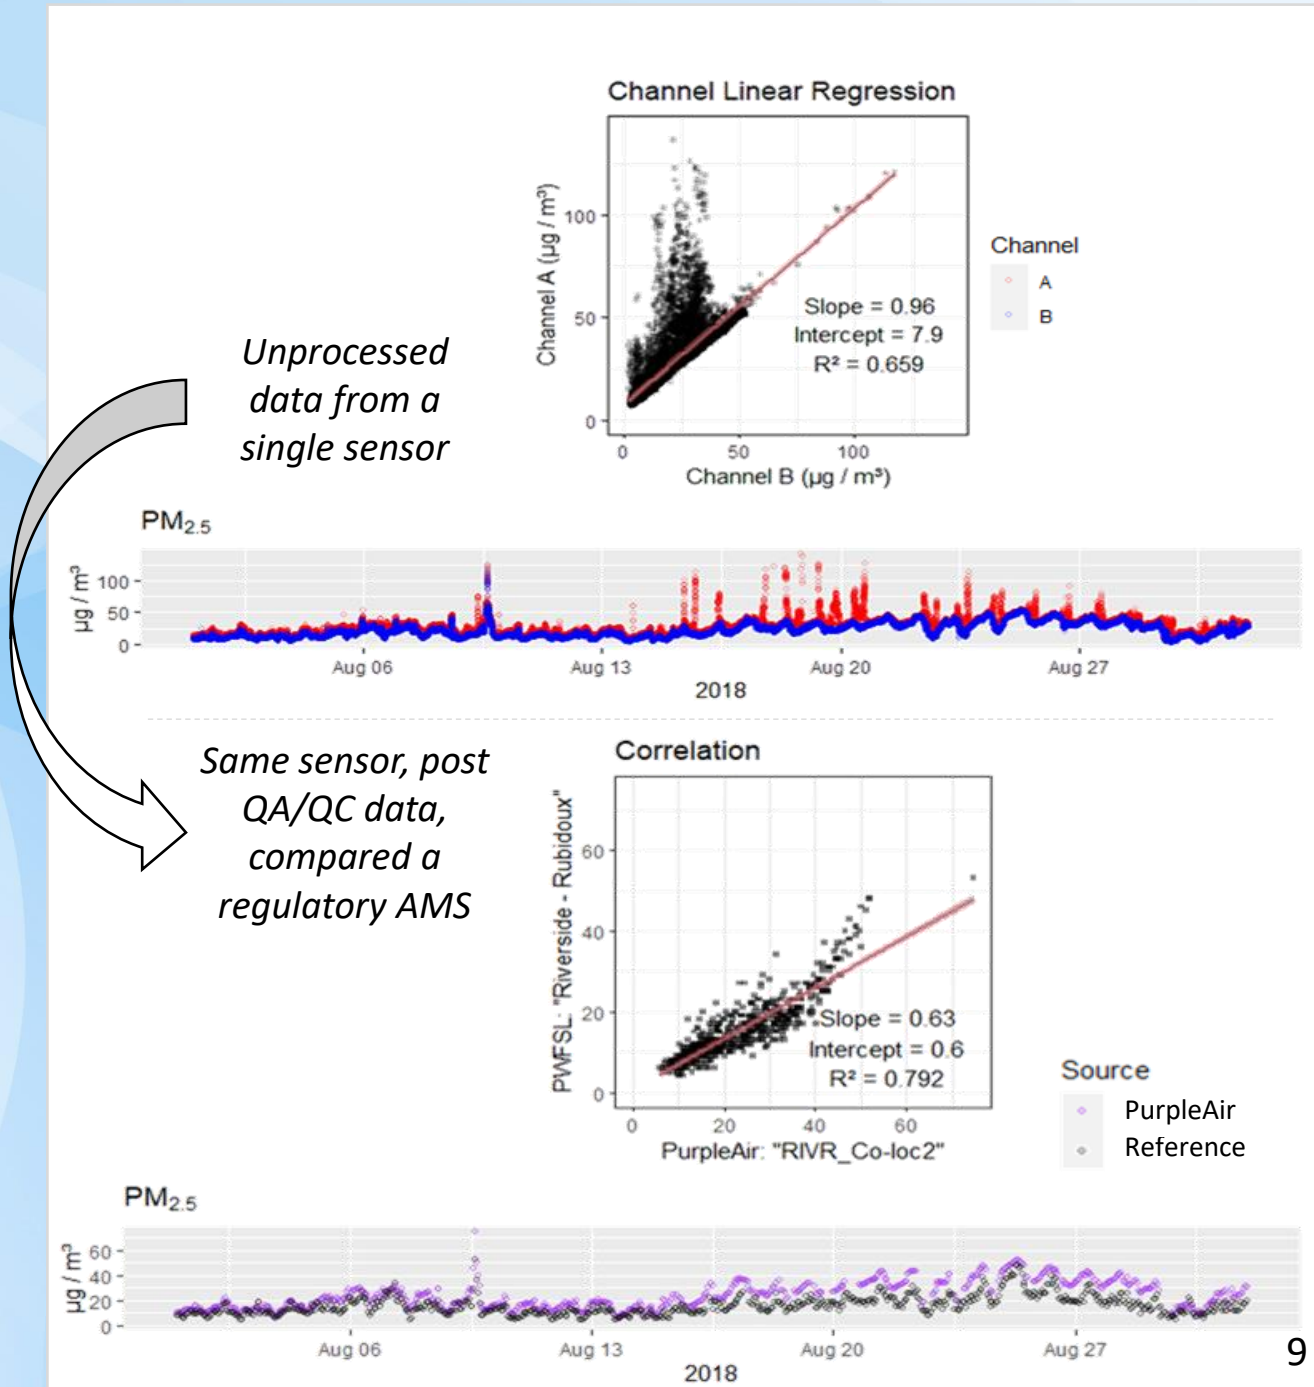 Channel Linear Regression
Channel A (µg / m³)
100
50
0
Slope = 0.96
Intercept = 7.9
R² = 0.659
0 50 100
Channel B (µg / m³)
Channel
A
B
Unprocessed
data from a
single sensor
PM₂.₅
µg / m³
100
50
0
Aug 06 Aug 13 Aug 20 Aug 27
2018
Same sensor, post
QA/QC data,
compared a
regulatory AMS
Correlation
PWFSL: "Riverside - Rubidoux"
60
40
20
0
Slope = 0.63
Intercept = 0.6
R² = 0.792
0 20 40 60
PurpleAir: "RIVR_Co-loc2"
Source
PurpleAir
Reference
PM₂.₅
µg / m³
60
40
20
0
Aug 06 Aug 13 Aug 20 Aug 27
2018
9